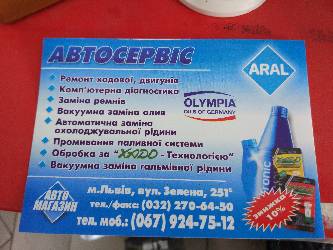 АВТОСЕРВІС
ARAL
Ремонт ходової, двигунів
Комп'ютерна діагностика
Заміна ремнів
Вакуумна заміна олив
Автоматична заміна
охолоджувальної рідини
Промивання паливної системи
Обробка за "ХАДО - Технологією"
Вакуумна заміна гальмівної рідини
OLYMPIA
OILS OF GERMANY
АВТО
МАГАЗИН
м.Львів, вул. Зелена, 251
тел./факс: (032) 270-64-50
тел. моб.: (067) 924-75-12
знижка
10%